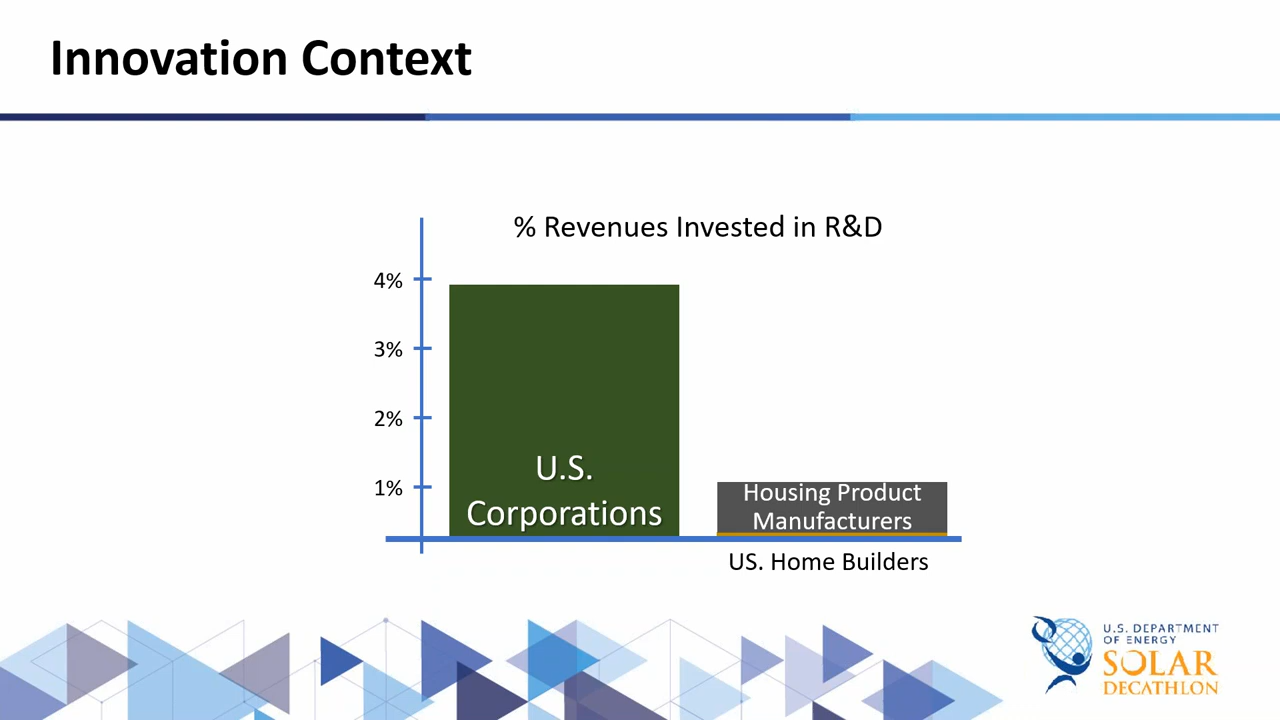 Innovation Context
% Revenues Invested in R&D
4%
3%
2%
1%
U.S.
Corporations
Housing Product
Manufacturers
US. Home Builders
U.S. DEPARTMENT
OF ENERGY
SOLAR
DECATHLON